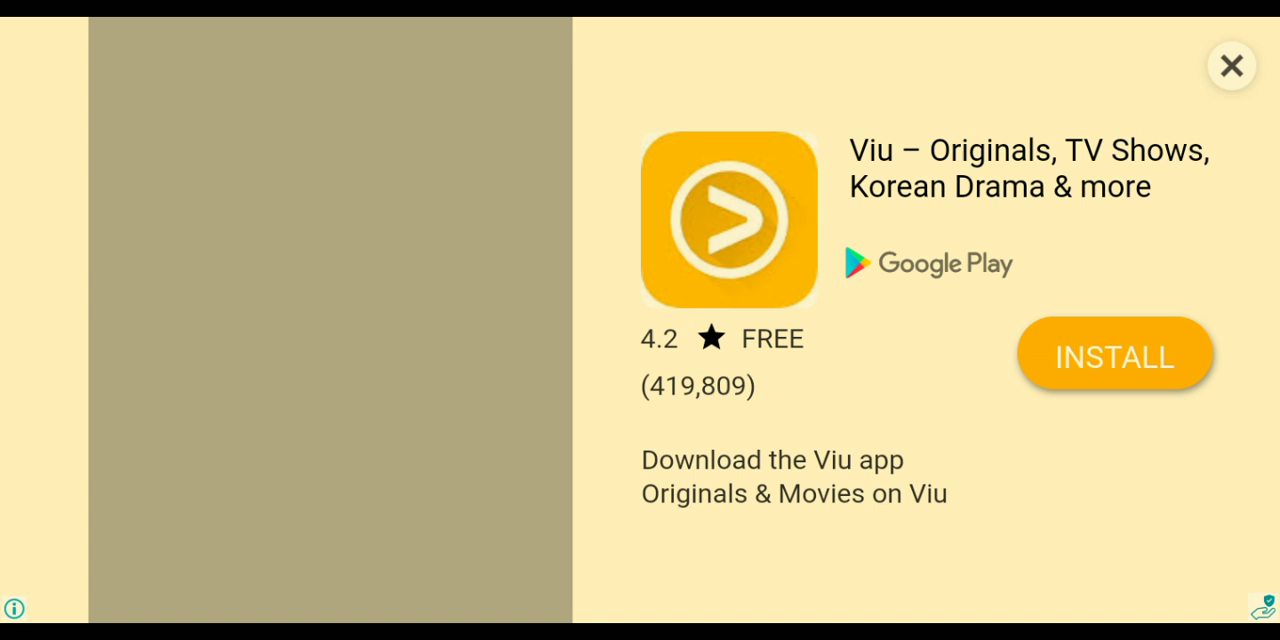 Viu – Originals, TV Shows,
Korean Drama & more
Google Play
4.2 ★ FREE
(419,809)
INSTALL
Download the Viu app
Originals & Movies on Viu